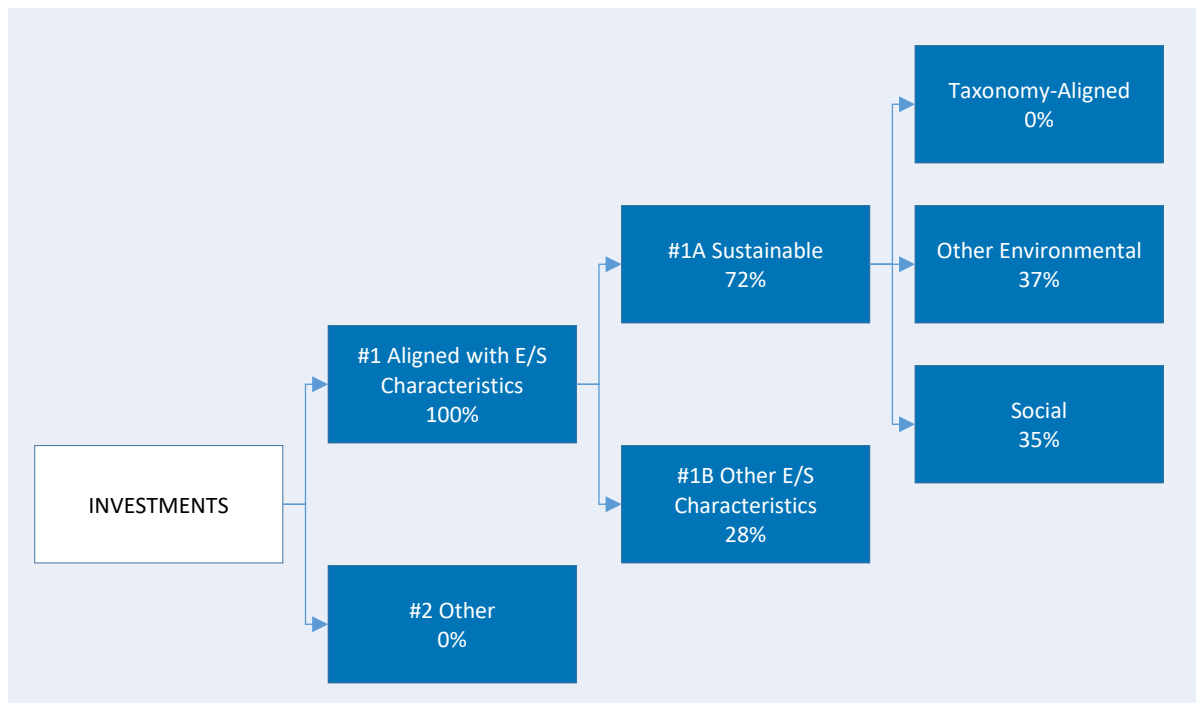 INVESTMENTS
#1 Aligned with E/S
Characteristics
100%
#2 Other
0%
#1A Sustainable
72%
#1B Other E/S
Characteristics
28%
Taxonomy-Aligned
0%
Other Environmental
37%
Social
35%